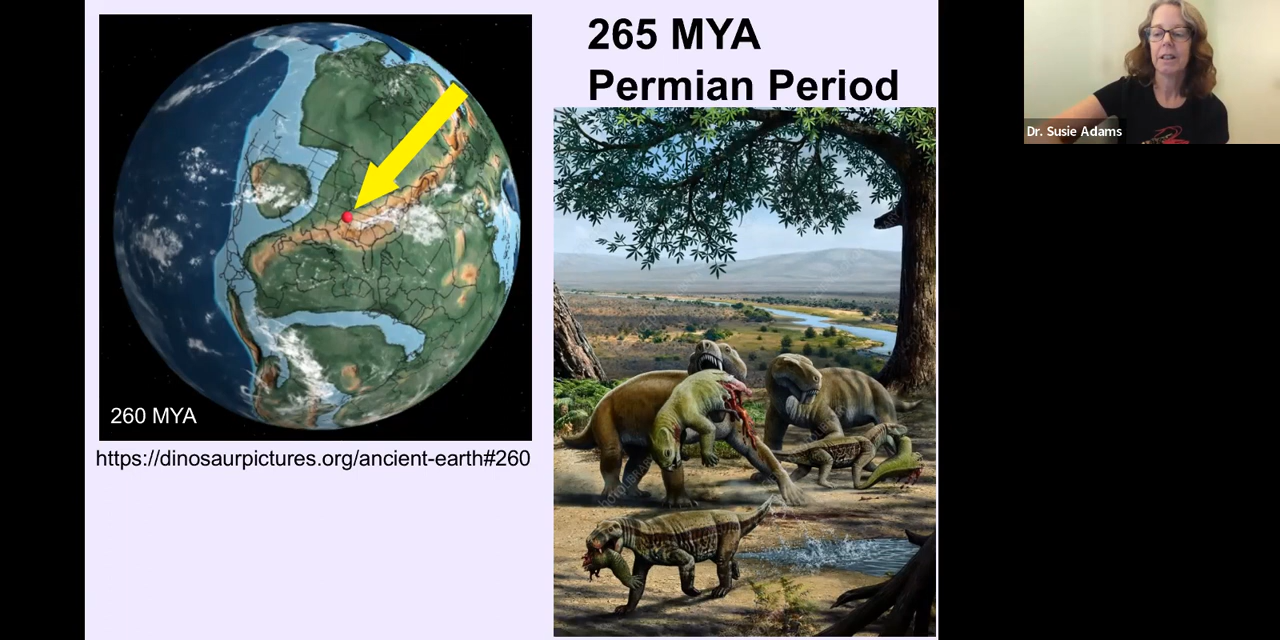 265 MYA
Permian Period
260 MYA
https://dinosaurpictures.org/ancient-earth#260
Dr. Susie Adams